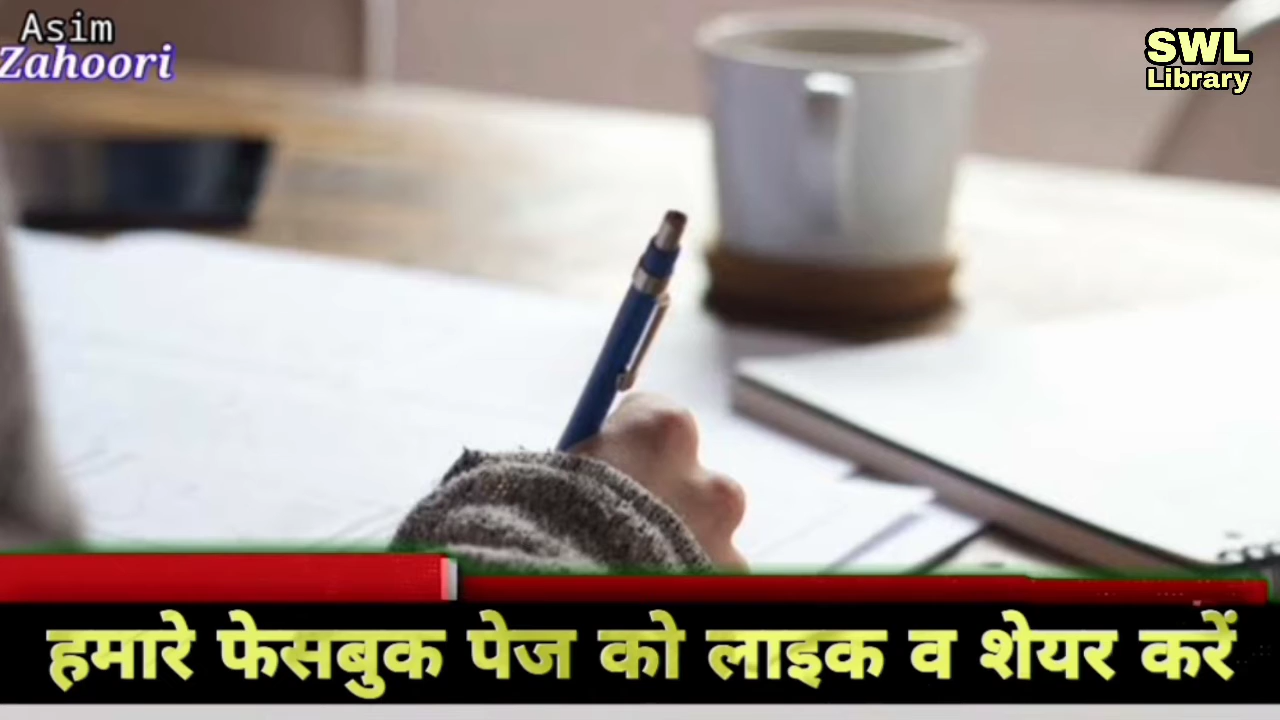 Asim
Zahoori
SWL
Library
हमारे फेसबुक पेज को लाइक व शेयर करें